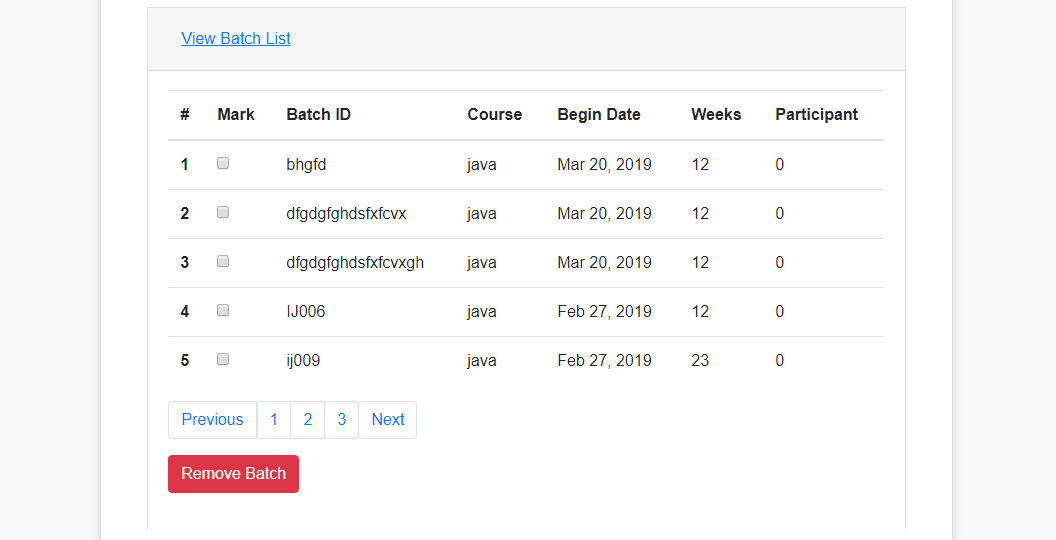 View Batch List
# Mark Batch ID Course Begin Date Weeks Participant
1 bhgfd java Mar 20, 2019 12 0
2 dfgdgfghdsfxfcvx java Mar 20, 2019 12 0
3 dfgdgfghdsfxfcvxgh java Mar 20, 2019 12 0
4 IJ006 java Feb 27, 2019 12 0
5 ij009 java Feb 27, 2019 23 0
Previous 1 2 3 Next
Remove Batch